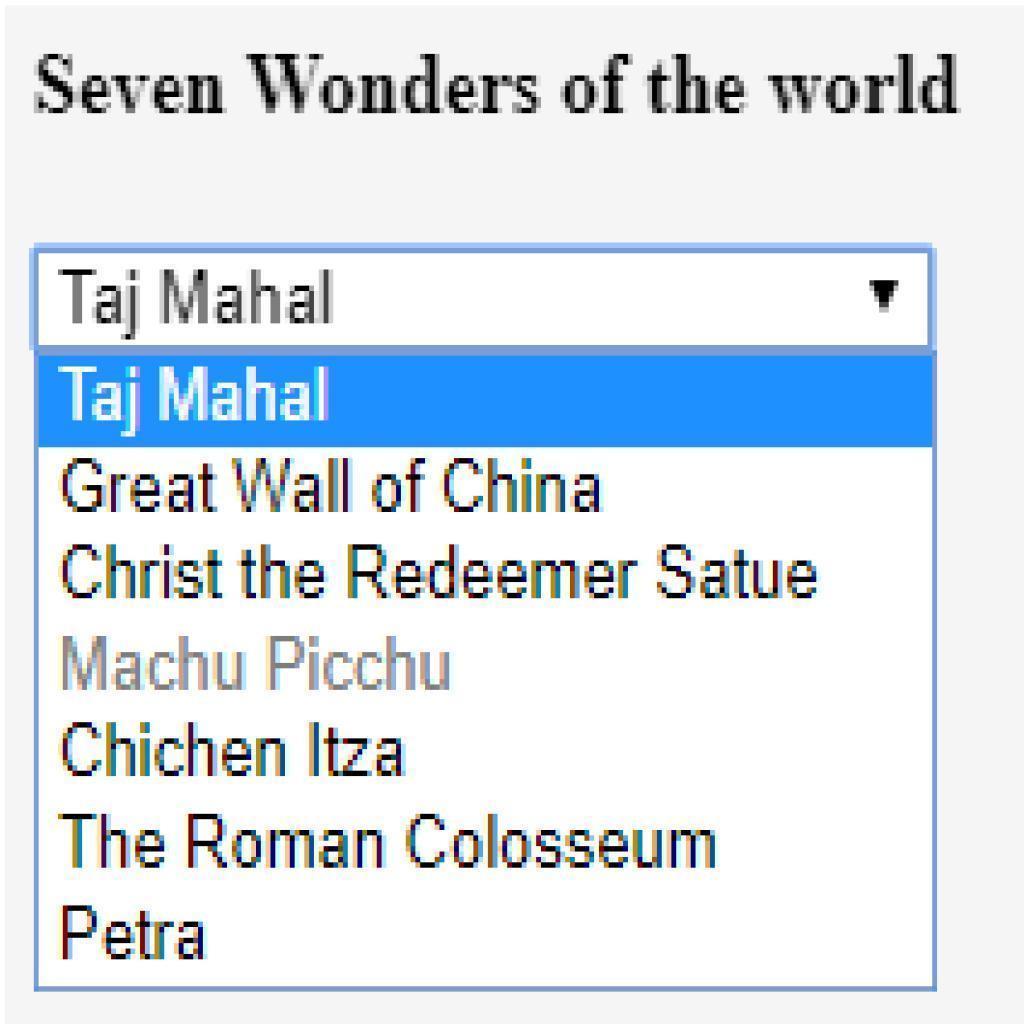 Seven Wonders of the world
Taj Mahal
Taj Mahal
Great Wall of China
Christ the Redeemer Satue
Machu Picchu
Chichen Itza
The Roman Colosseum
Petra